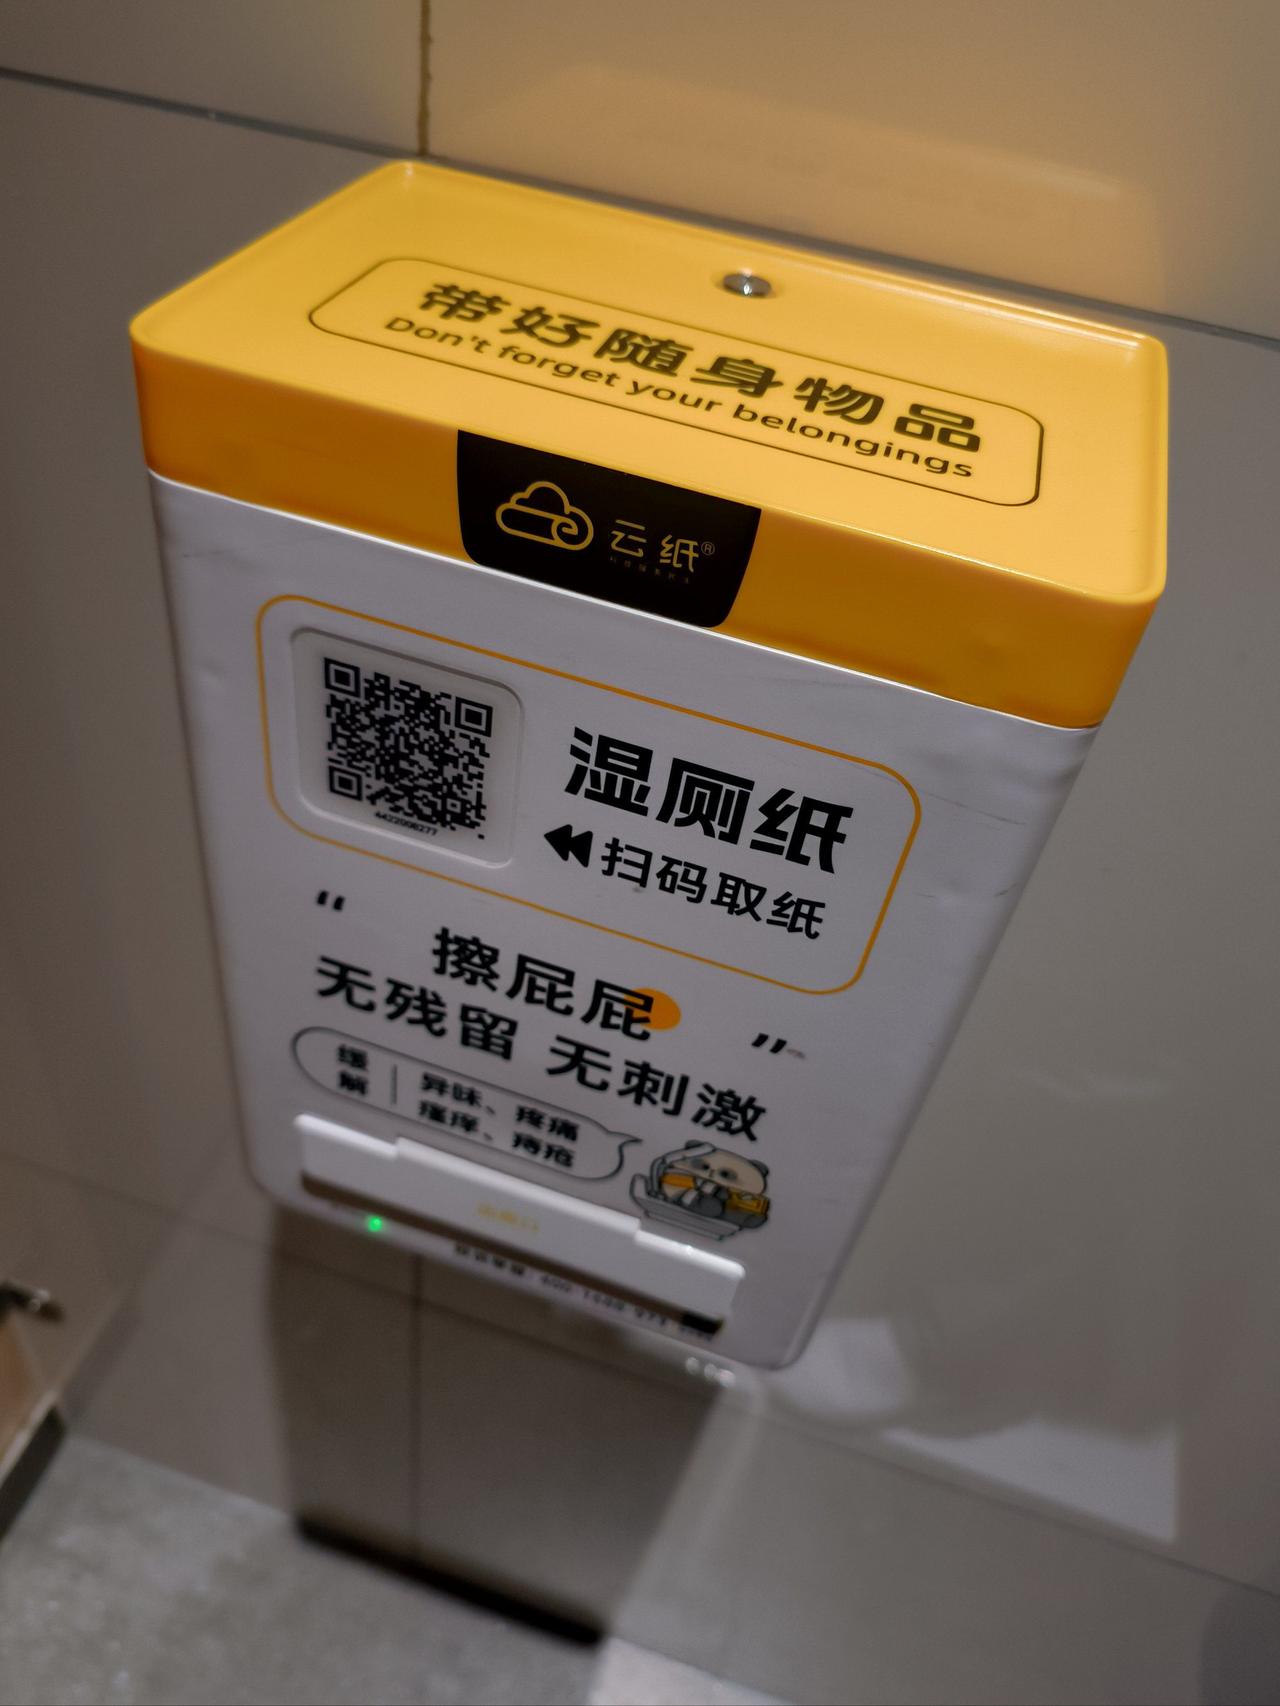 带好随身物品
Don't forget your belongings
云纸®
4422098277
湿厕纸
扫码取纸
“擦屁屁
无残留 无刺激”
缓解
异味、疼痛
瘙痒、痔疮